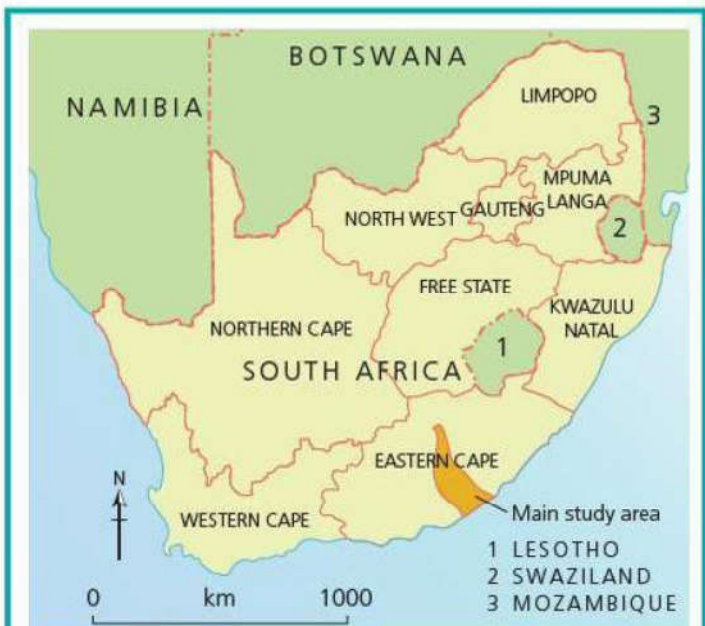 BOTSWANA
NAMIBIA
LIMPOPO
3
MPUMA
LANGA
NORTH WEST
GAUTENG
2
FREE STATE
KWAZULU
NATAL
NORTHERN CAPE
1
SOUTH AFRICA
EASTERN CAPE
N
WESTERN CAPE
Main study area
1 LESOTHO
2 SWAZILAND
3 MOZAMBIQUE
0 km 1000